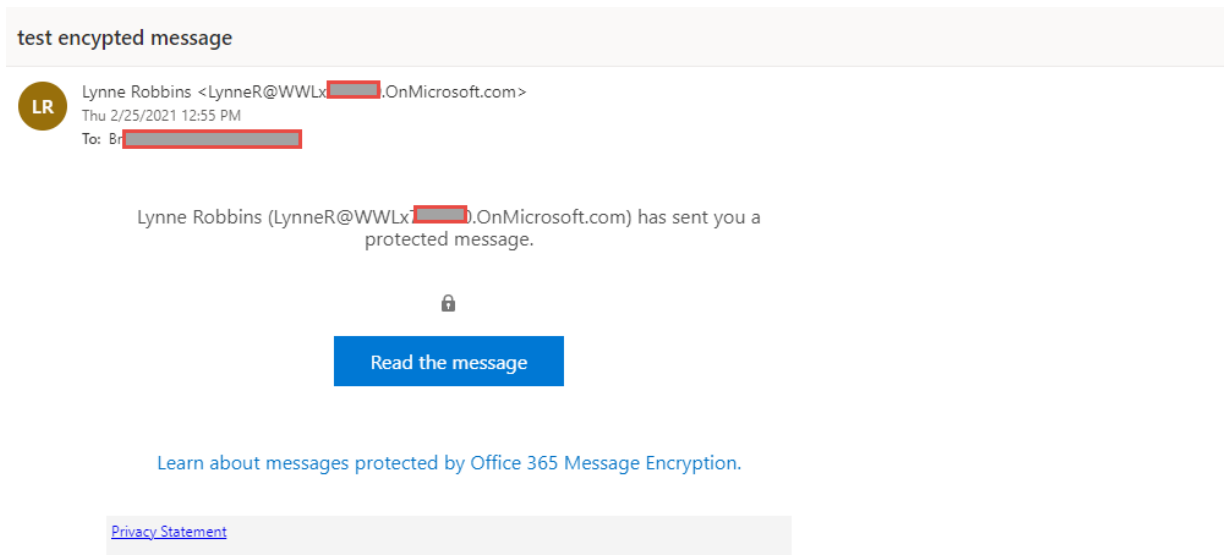 test encypted message
LR
Lynne Robbins <LynneR@WWLx .OnMicrosoft.com>
Thu 2/25/2021 12:55 PM
To: Br
Lynne Robbins (LynneR@WWLx .OnMicrosoft.com) has sent you a
protected message.
Read the message
Learn about messages protected by Office 365 Message Encryption.
Privacy Statement